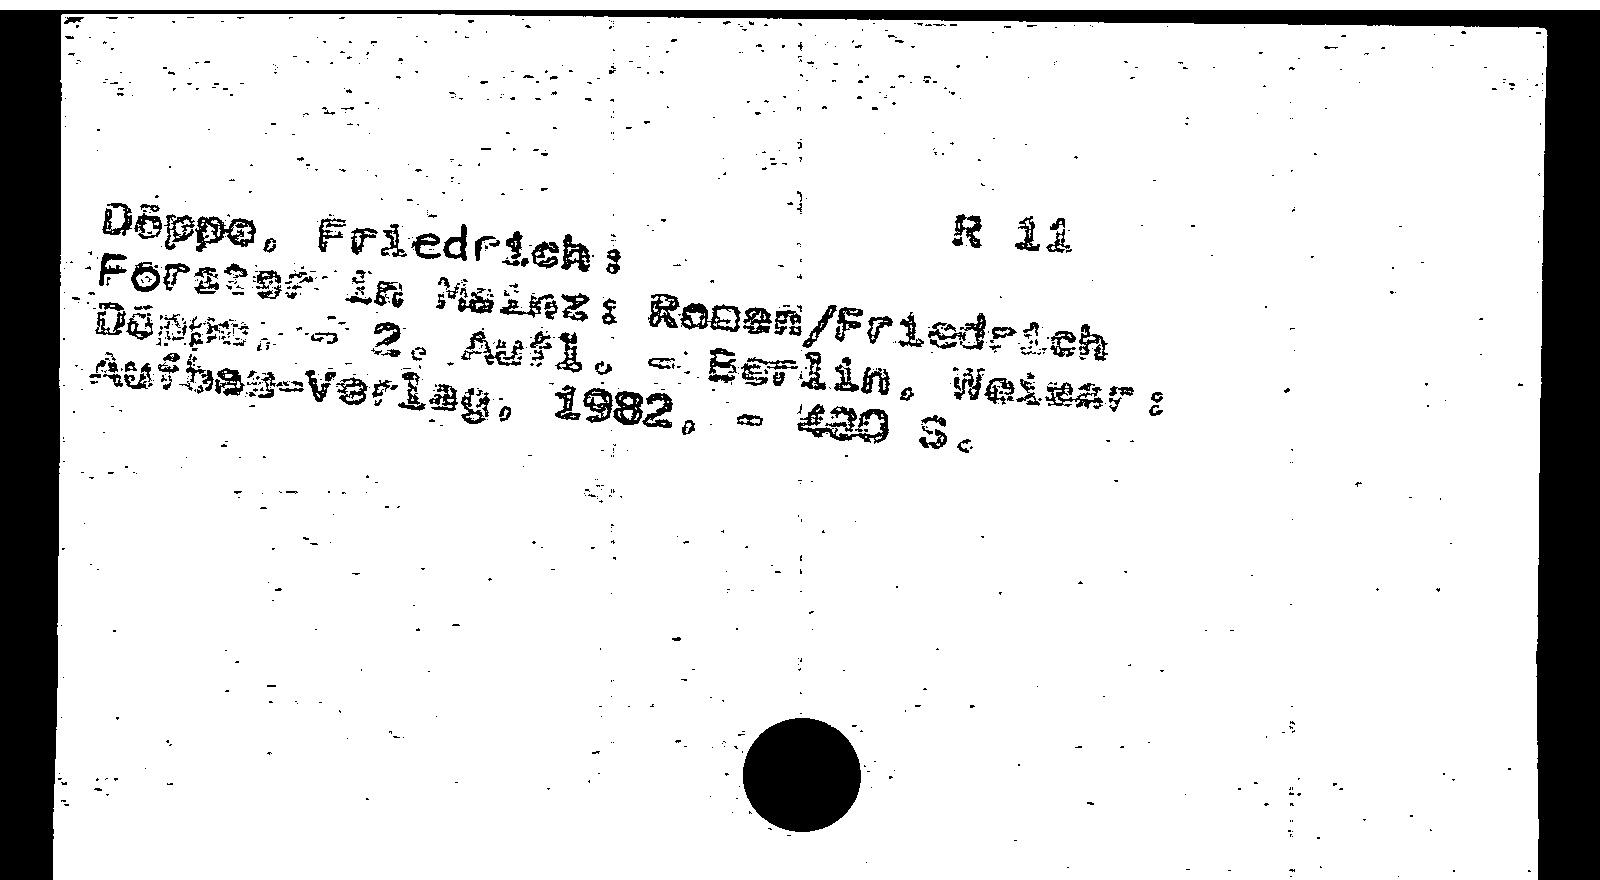 Döppe, Friedrich:
R 11
Forster in Mainz: Roman/Friedrich
Döppe. - 2. Aufl. - Berlin, Weimar:
Aufbau-Verlag, 1982. - 430 S.